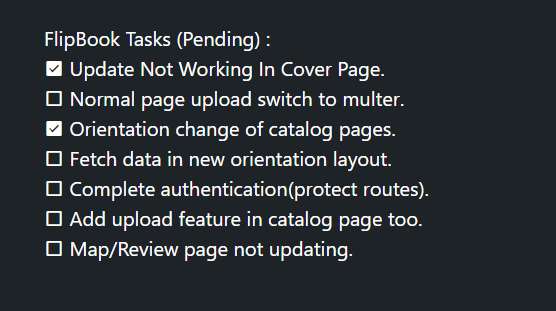 FlipBook Tasks (Pending) :
☑ Update Not Working In Cover Page.
☐ Normal page upload switch to multer.
☑ Orientation change of catalog pages.
☐ Fetch data in new orientation layout.
☐ Complete authentication(protect routes).
☐ Add upload feature in catalog page too.
☐ Map/Review page not updating.